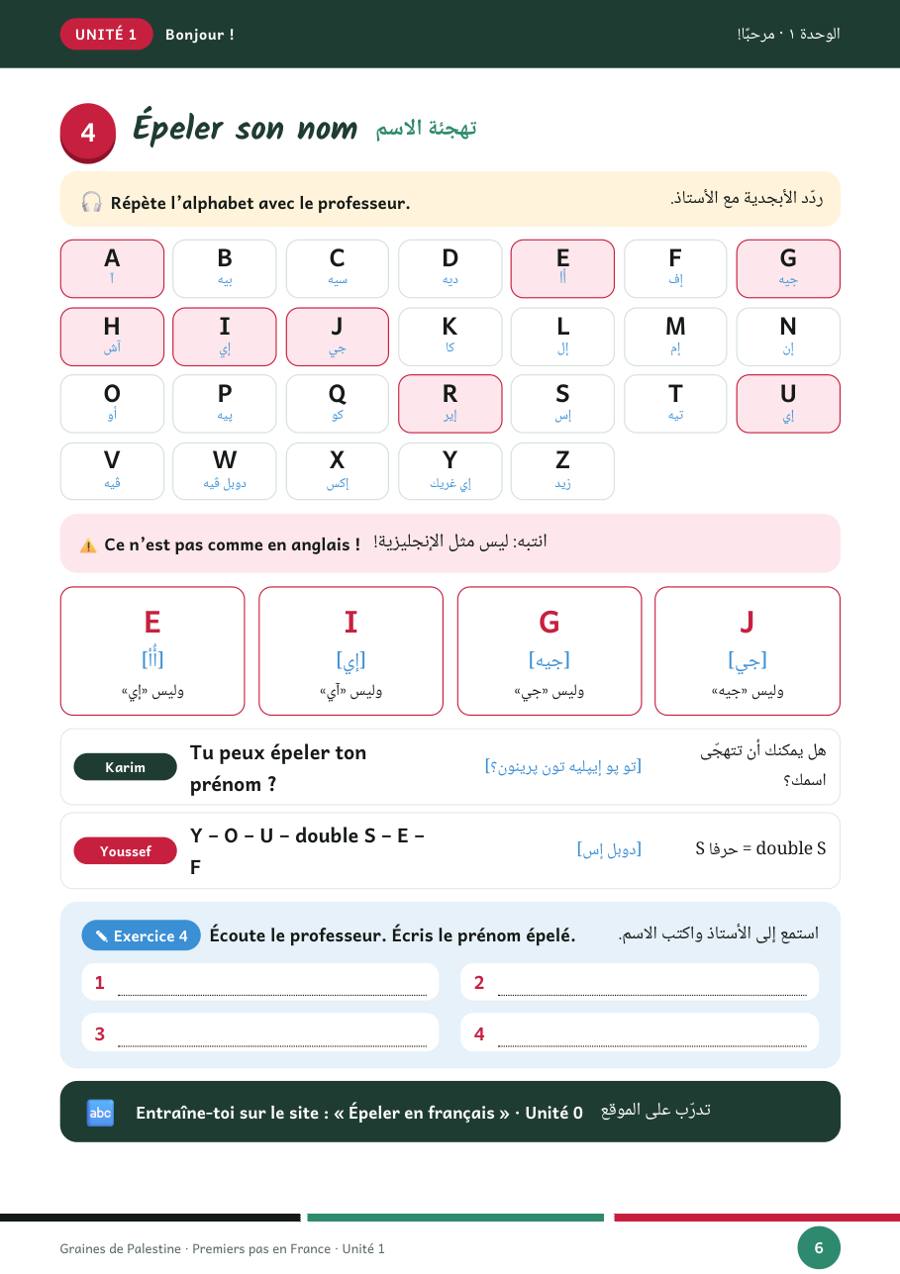 UNITÉ 1 Bonjour ! الوحدة ١ · مرحبًا!
4 Épeler son nom تهجئة الاسم
Répète l’alphabet avec le professeur. ردّد الأبجدية مع الأستاذ.
A B C D E F G
آ بيه سيه ديه أأ إف جيه
H I J K L M N
آش إي جي كا إل إم إن
O P Q R S T U
أو پيه كو إير إس تيه إي
V W X Y Z
ڤيه دوبل ڤيه إكس إي غريك زيد
Ce n’est pas comme en anglais ! انتبه: ليس مثل الإنجليزية!
E I G J
[أأ] [إي] [جيه] [جي]
وليس «إي» وليس «آي» وليس «جي» وليس «جيه»
Karim Tu peux épeler ton [تو پو إيپليه تون پرينون؟] هل يمكنك أن تتهجّى
prénom ? اسمك؟
Youssef Y – O – U – double S – E – [دوبل إس] double S = حرفا S
F
Exercice 4 Écoute le professeur. Écris le prénom épelé. استمع إلى الأستاذ واكتب الاسم.
1 2
3 4
abc Entraîne-toi sur le site : « Épeler en français » · Unité 0 تدرّب على الموقع
Graines de Palestine · Premiers pas en France · Unité 1 6